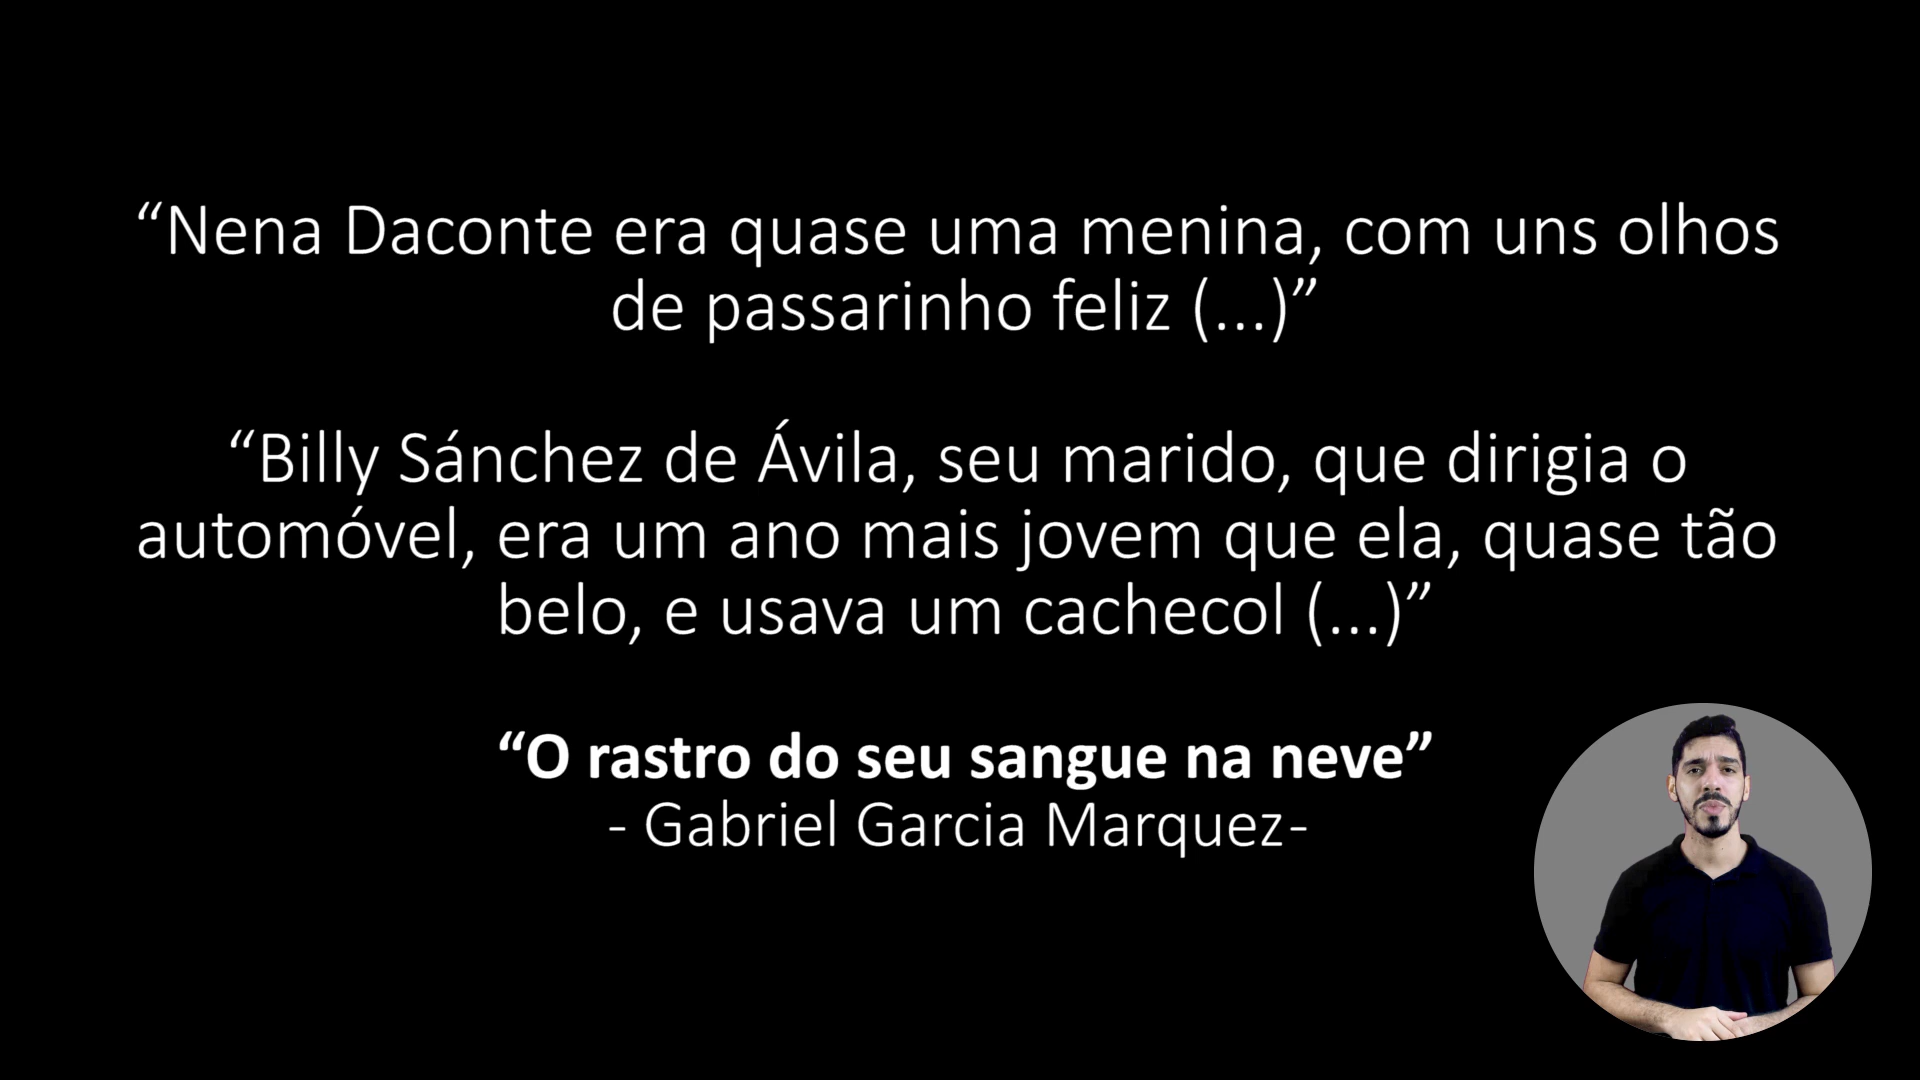 “Nena Daconte era quase uma menina, com uns olhos
de passarinho feliz (...)”
“Billy Sánchez de Ávila, seu marido, que dirigia o
automóvel, era um ano mais jovem que ela, quase tão
belo, e usava um cachecol (...)”
“O rastro do seu sangue na neve”
- Gabriel Garcia Marquez-